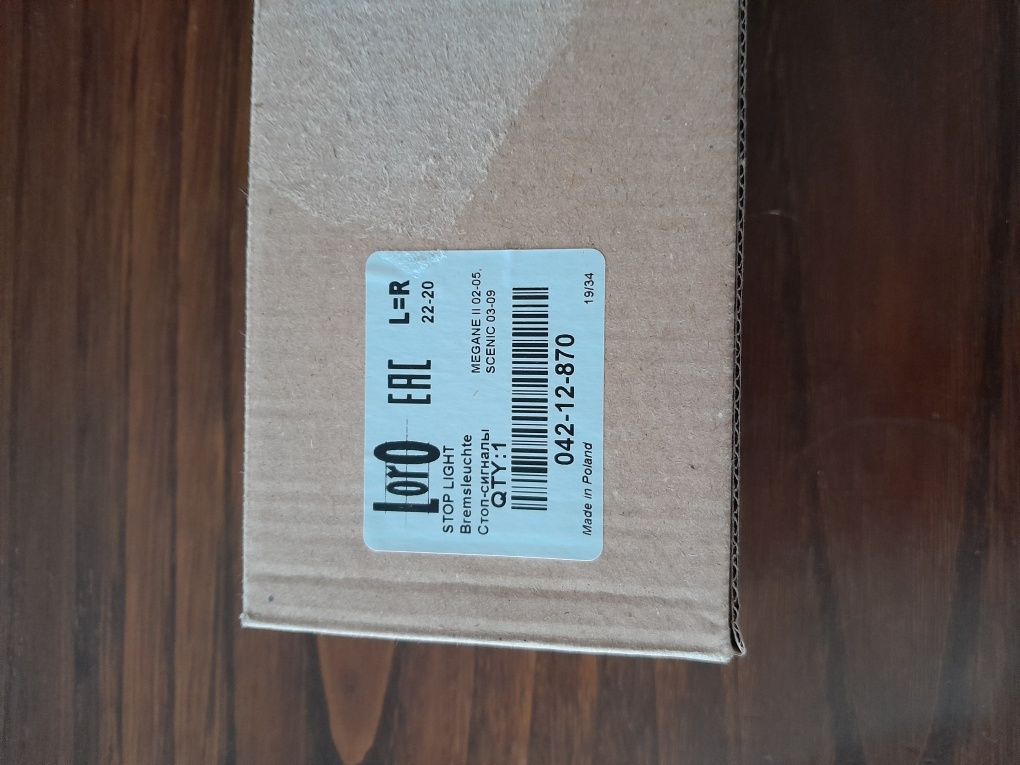 LorO EAC L=R
22-20
STOP LIGHT
Bremsleuchte
Стоп-сигналы
MEGANE II 02-05,
SCENIC 03-09
QTY:1
042-12-870
Made in Poland 19/34